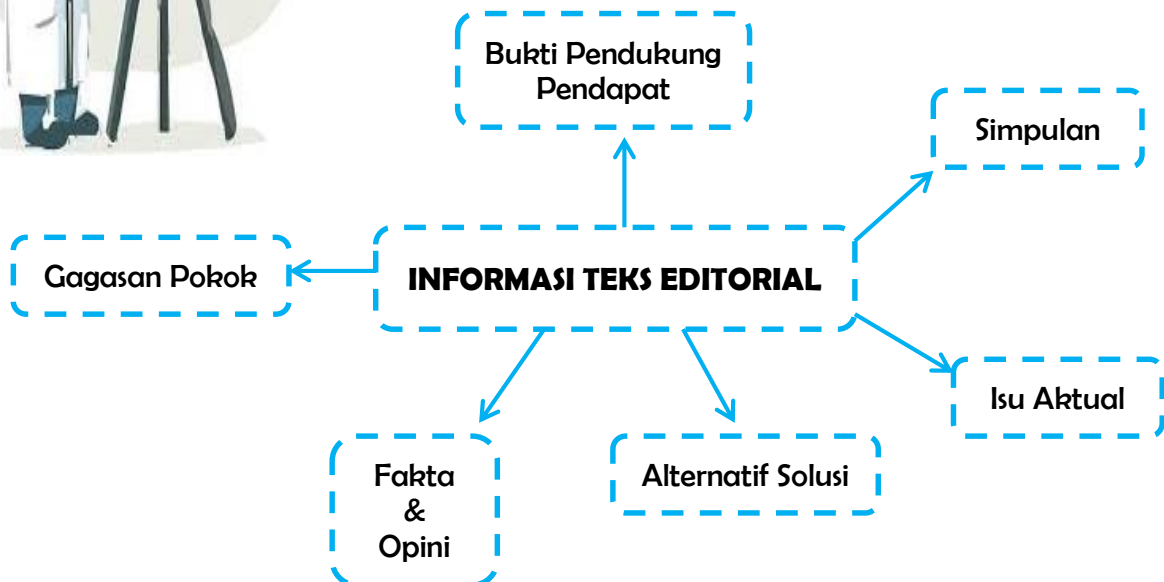 Bukti Pendukung
Pendapat
Simpulan
Gagasan Pokok
INFORMASI TEKS EDITORIAL
Isu Aktual
Fakta
&
Opini
Alternatif Solusi